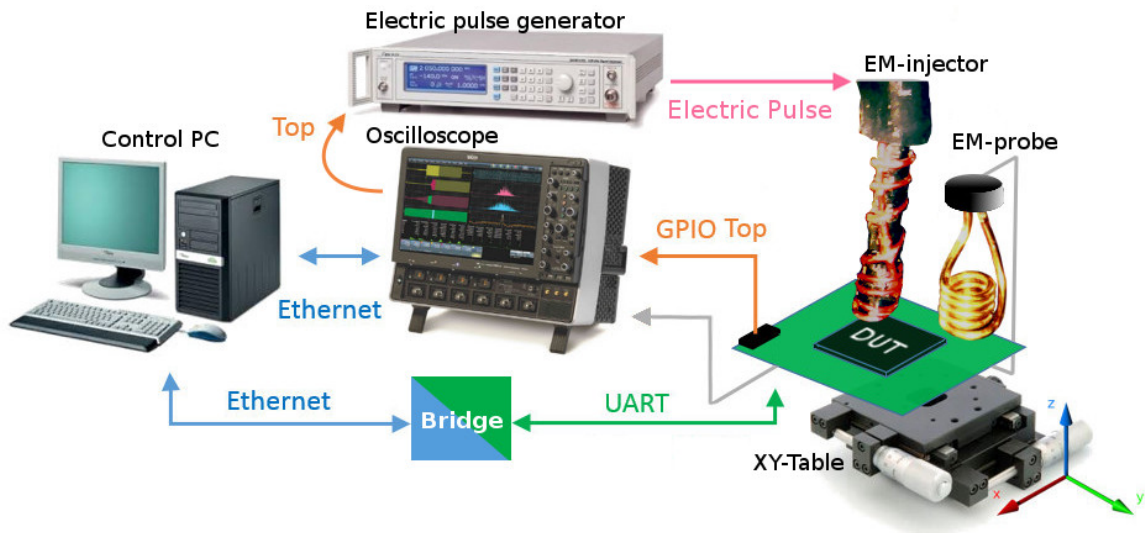 Electric pulse generator
EM-injector
Electric Pulse
Top
Control PC
Oscilloscope
EM-probe
GPIO Top
Ethernet
DUT
Ethernet
Bridge
UART
XY-Table
z
x
y